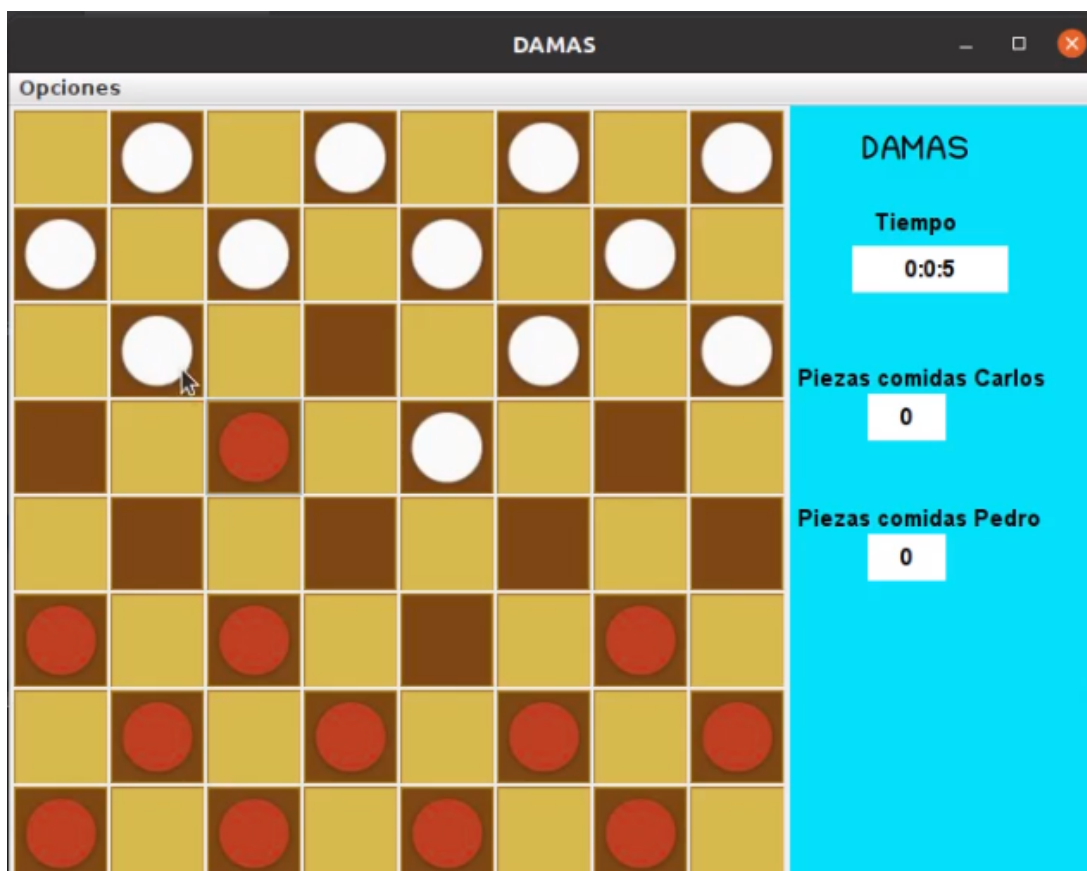 DAMAS
Opciones
DAMAS
Tiempo
0:0:5
Piezas comidas Carlos
0
Piezas comidas Pedro
0